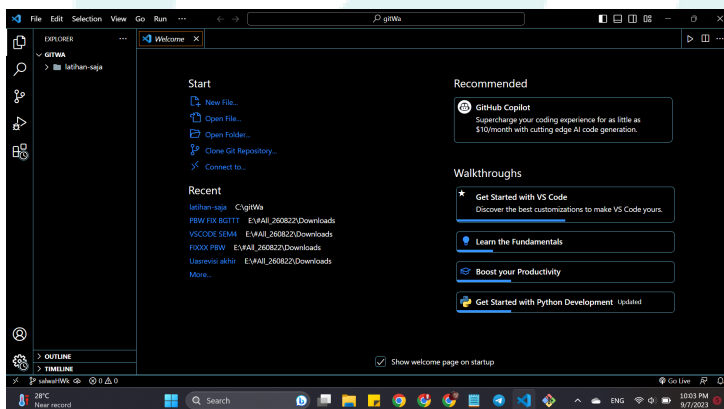 File Edit Selection View Go Run ···
gitWa
EXPLORER ···
Welcome
GITWA
latihan-saja
Start
New File...
Open File...
Open Folder...
Clone Git Repository...
Connect to...
Recent
latihan-saja C:\gitWa
PBW FIX BGTTT E:\#All_260822\Downloads
VSCODE SEM4 E:\#All_260822\Downloads
FIXXX PBW E:\#All_260822\Downloads
Uasrevisi akhir E:\#All_260822\Downloads
More...
Recommended
GitHub Copilot
Supercharge your coding experience for as little as
$10/month with cutting edge AI code generation.
Walkthroughs
Get Started with VS Code
Discover the best customizations to make VS Code yours.
Learn the Fundamentals
Boost your Productivity
Get Started with Python Development Updated
Show welcome page on startup
OUTLINE
TIMELINE
salwaHWk 0 0
Go Live
28°C
Near record
Search
ENG
10:03 PM
9/7/2023